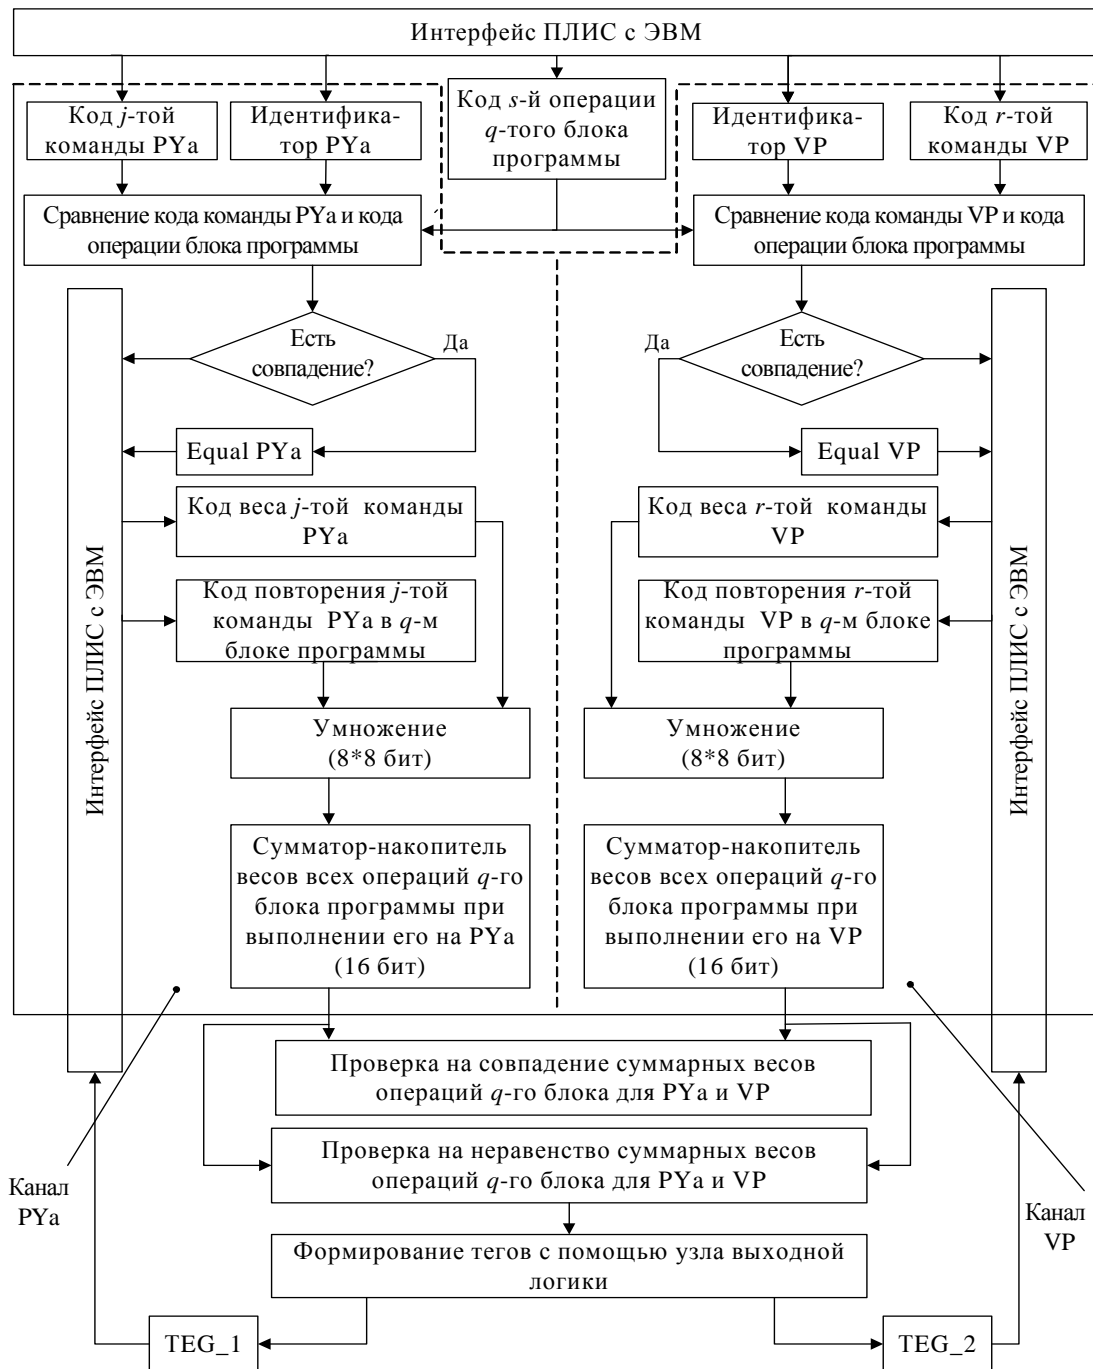 Интерфейс ПЛИС с ЭВМ
Код j-той
команды PYa
Идентифика-
тор PYa
Код s-й операции
q-того блока
программы
Идентифика-
тор VP
Код r-той
команды VP
Сравнение кода команды PYa и кода
операции блока программы
Сравнение кода команды VP и кода
операции блока программы
Есть
совпадение?
Да
Да
Есть
совпадение?
Equal PYa
Equal VP
Интерфейс ПЛИС с ЭВМ
Код веса j-той команды
PYa
Код веса r-той команды
VP
Интерфейс ПЛИС с ЭВМ
Код повторения j-той
команды PYa в q-м
блоке программы
Код повторения r-той
команды VP в q-м блоке
программы
Умножение
(8*8 бит)
Умножение
(8*8 бит)
Сумматор-накопитель
весов всех операций q-го
блока программы при
выполнении его на PYa
(16 бит)
Сумматор-накопитель
весов всех операций q-го
блока программы при
выполнении его на VP
(16 бит)
Проверка на совпадение суммарных весов
операций q-го блока для PYa и VP
Проверка на неравенство суммарных весов
операций q-го блока для PYa и VP
Канал
PYa
Канал
VP
Формирование тегов с помощью узла выходной
логики
TEG_1
TEG_2